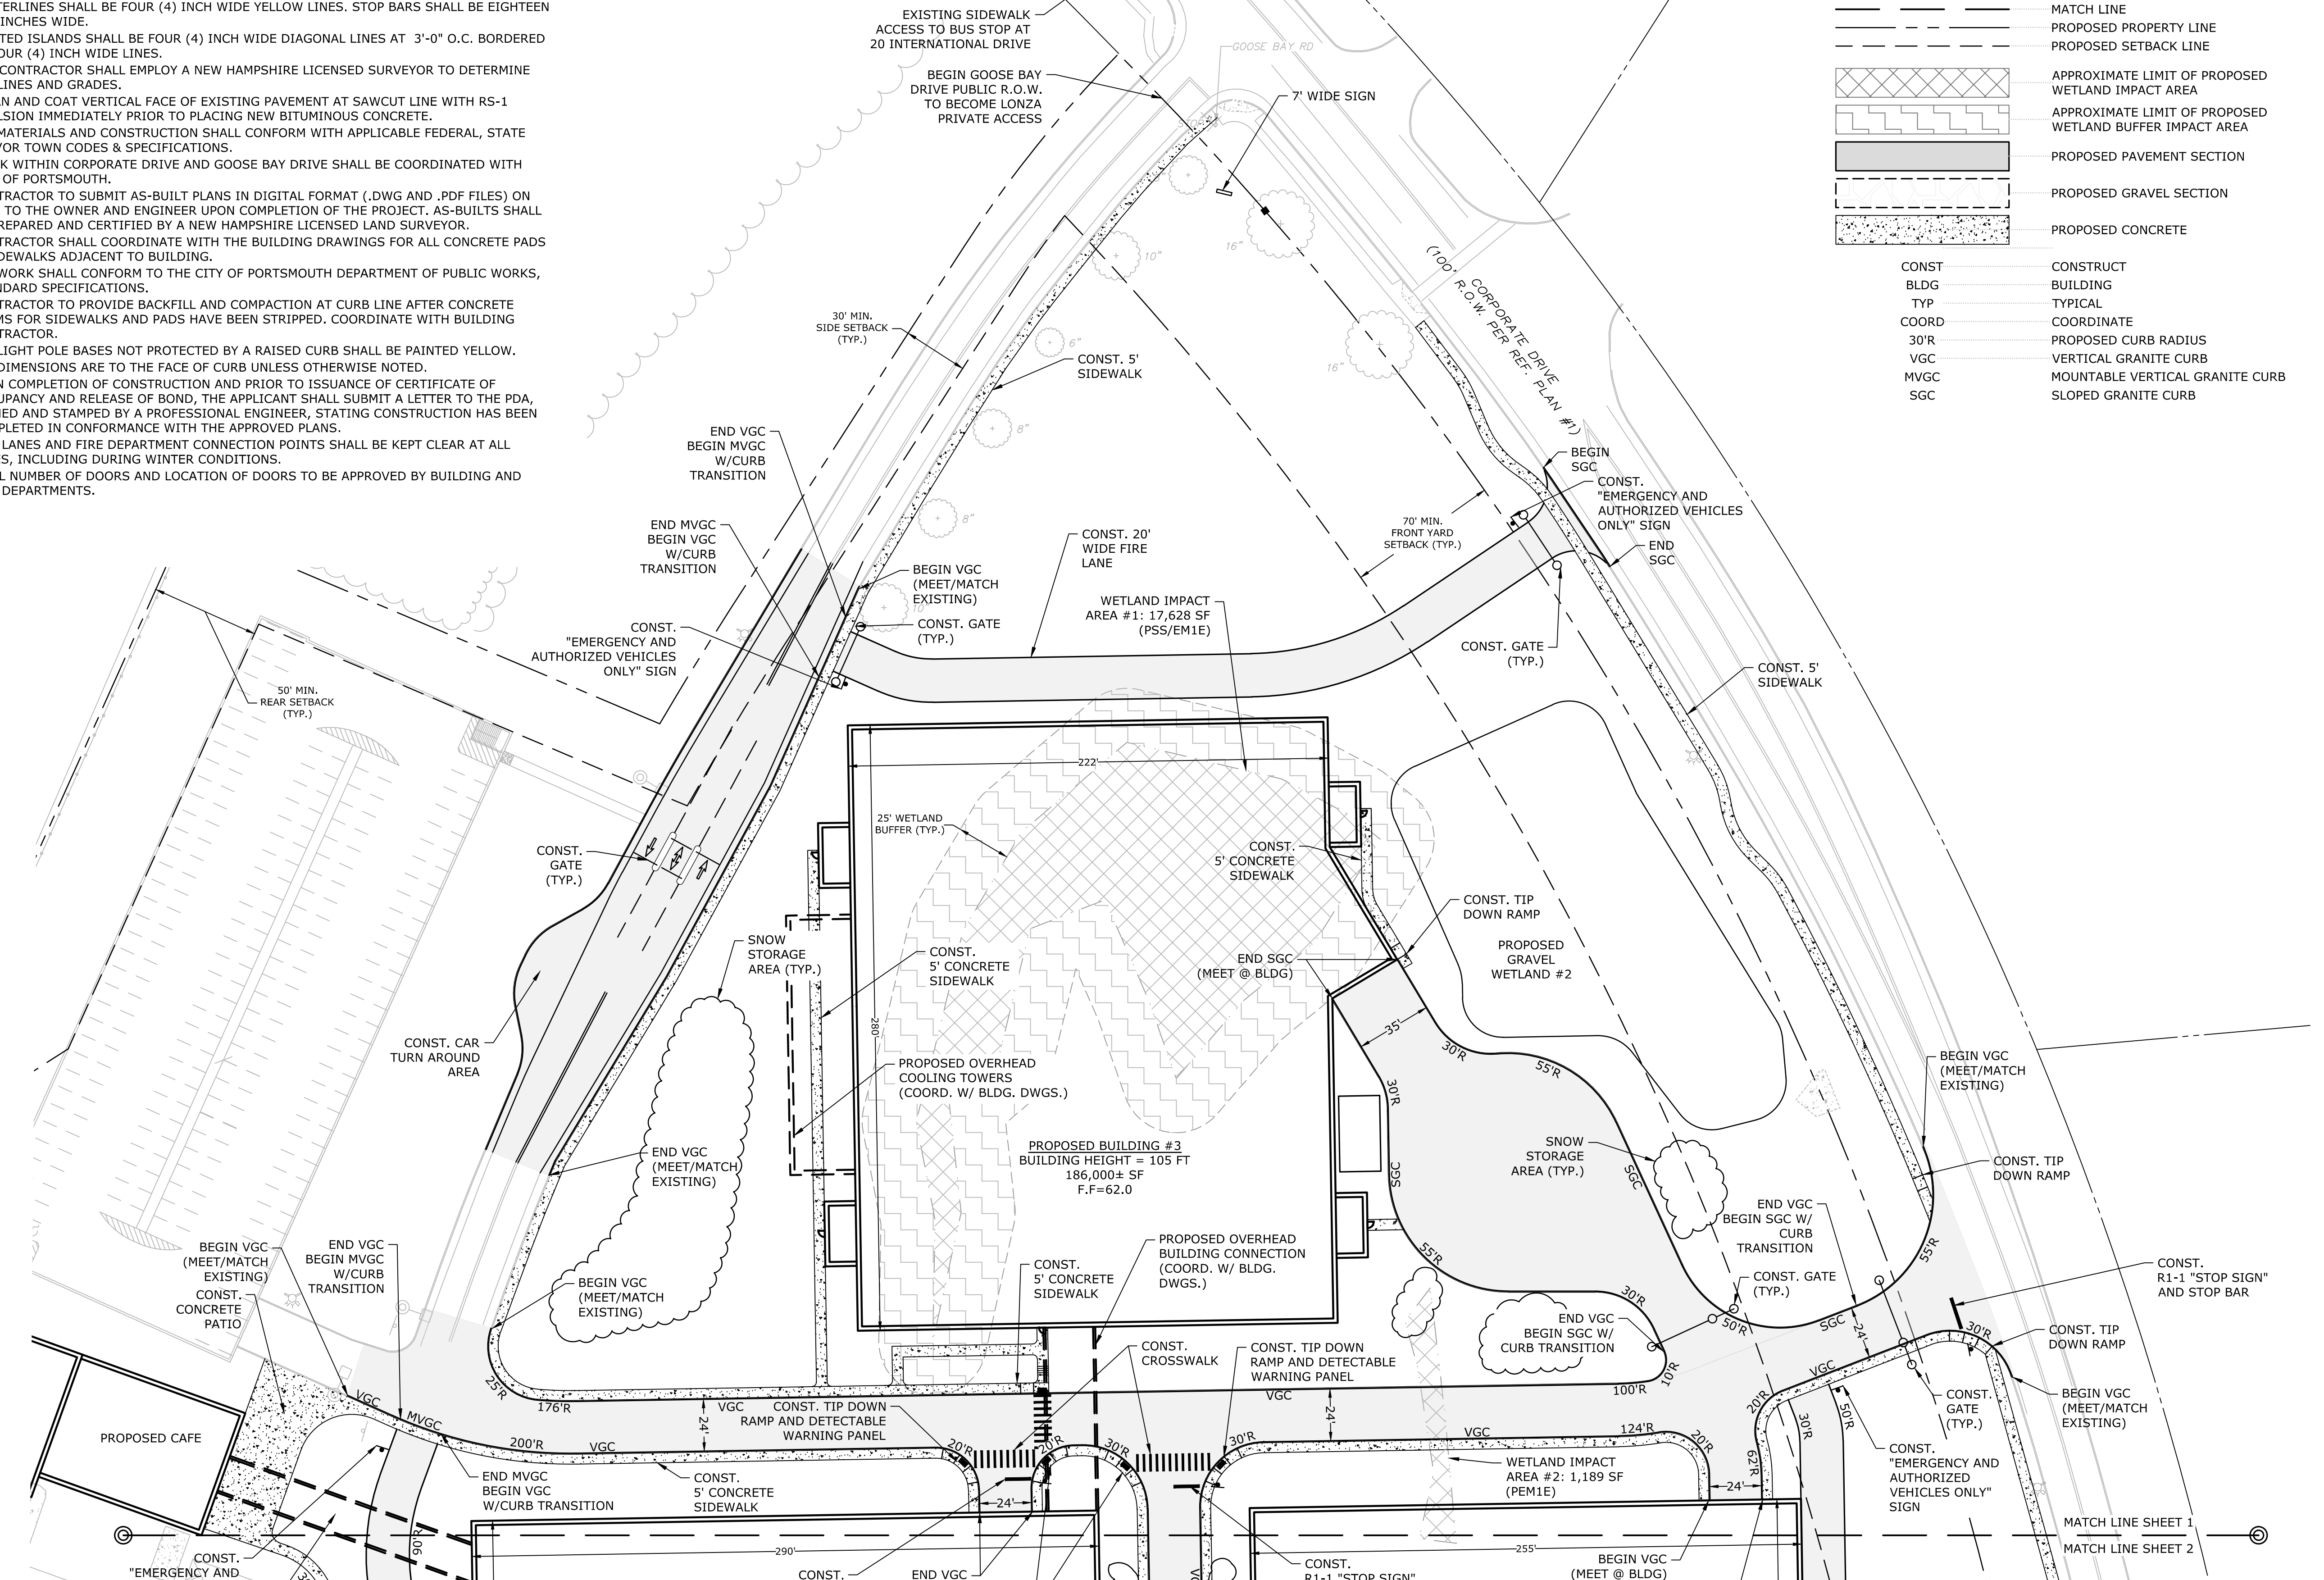 TERLINES SHALL BE FOUR (4) INCH WIDE YELLOW LINES. STOP BARS SHALL BE EIGHTEEN
INCHES WIDE.
TED ISLANDS SHALL BE FOUR (4) INCH WIDE DIAGONAL LINES AT 3'-0" O.C. BORDERED
OUR (4) INCH WIDE LINES.
CONTRACTOR SHALL EMPLOY A NEW HAMPSHIRE LICENSED SURVEYOR TO DETERMINE
LINES AND GRADES.
AN AND COAT VERTICAL FACE OF EXISTING PAVEMENT AT SAWCUT LINE WITH RS-1
LSION IMMEDIATELY PRIOR TO PLACING NEW BITUMINOUS CONCRETE.
MATERIALS AND CONSTRUCTION SHALL CONFORM WITH APPLICABLE FEDERAL, STATE
/OR TOWN CODES & SPECIFICATIONS.
K WITHIN CORPORATE DRIVE AND GOOSE BAY DRIVE SHALL BE COORDINATED WITH
OF PORTSMOUTH.
TRACTOR TO SUBMIT AS-BUILT PLANS IN DIGITAL FORMAT (.DWG AND .PDF FILES) ON
TO THE OWNER AND ENGINEER UPON COMPLETION OF THE PROJECT. AS-BUILTS SHALL
REPARED AND CERTIFIED BY A NEW HAMPSHIRE LICENSED LAND SURVEYOR.
TRACTOR SHALL COORDINATE WITH THE BUILDING DRAWINGS FOR ALL CONCRETE PADS
DEWALKS ADJACENT TO BUILDING.
WORK SHALL CONFORM TO THE CITY OF PORTSMOUTH DEPARTMENT OF PUBLIC WORKS,
NDARD SPECIFICATIONS.
TRACTOR TO PROVIDE BACKFILL AND COMPACTION AT CURB LINE AFTER CONCRETE
MS FOR SIDEWALKS AND PADS HAVE BEEN STRIPPED. COORDINATE WITH BUILDING
TRACTOR.
LIGHT POLE BASES NOT PROTECTED BY A RAISED CURB SHALL BE PAINTED YELLOW.
DIMENSIONS ARE TO THE FACE OF CURB UNLESS OTHERWISE NOTED.
N COMPLETION OF CONSTRUCTION AND PRIOR TO ISSUANCE OF CERTIFICATE OF
UPANCY AND RELEASE OF BOND, THE APPLICANT SHALL SUBMIT A LETTER TO THE PDA,
NED AND STAMPED BY A PROFESSIONAL ENGINEER, STATING CONSTRUCTION HAS BEEN
PLETED IN CONFORMANCE WITH THE APPROVED PLANS.
LANES AND FIRE DEPARTMENT CONNECTION POINTS SHALL BE KEPT CLEAR AT ALL
ES, INCLUDING DURING WINTER CONDITIONS.
L NUMBER OF DOORS AND LOCATION OF DOORS TO BE APPROVED BY BUILDING AND
DEPARTMENTS.
MATCH LINE
PROPOSED PROPERTY LINE
PROPOSED SETBACK LINE
APPROXIMATE LIMIT OF PROPOSED
WETLAND IMPACT AREA
APPROXIMATE LIMIT OF PROPOSED
WETLAND BUFFER IMPACT AREA
PROPOSED PAVEMENT SECTION
PROPOSED GRAVEL SECTION
PROPOSED CONCRETE
CONST CONSTRUCT
BLDG BUILDING
TYP TYPICAL
COORD COORDINATE
30'R PROPOSED CURB RADIUS
VGC VERTICAL GRANITE CURB
MVGC MOUNTABLE VERTICAL GRANITE CURB
SGC SLOPED GRANITE CURB
EXISTING SIDEWALK
ACCESS TO BUS STOP AT
20 INTERNATIONAL DRIVE
GOOSE BAY RD
BEGIN GOOSE BAY
DRIVE PUBLIC R.O.W.
TO BECOME LONZA
PRIVATE ACCESS
7' WIDE SIGN
16"
10"
6"
16"
8"
8"
10"
(100' R.O.W. PER REF. PLAN #1)
CORPORATE DRIVE
30' MIN.
SIDE SETBACK
(TYP.)
CONST. 5'
SIDEWALK
END VGC
BEGIN MVGC
W/CURB
TRANSITION
BEGIN
SGC
CONST.
"EMERGENCY AND
AUTHORIZED VEHICLES
ONLY" SIGN
END
SGC
70' MIN.
FRONT YARD
SETBACK (TYP.)
END MVGC
BEGIN VGC
W/CURB
TRANSITION
CONST. 20'
WIDE FIRE
LANE
BEGIN VGC
(MEET/MATCH
EXISTING)
WETLAND IMPACT
AREA #1: 17,628 SF
(PSS/EM1E)
CONST. GATE
(TYP.)
CONST.
"EMERGENCY AND
AUTHORIZED VEHICLES
ONLY" SIGN
CONST. GATE
(TYP.)
CONST. 5'
SIDEWALK
50' MIN.
REAR SETBACK
(TYP.)
222'
25' WETLAND
BUFFER (TYP.)
CONST.
GATE
(TYP.)
CONST.
5' CONCRETE
SIDEWALK
CONST. TIP
DOWN RAMP
SNOW
STORAGE
AREA (TYP.)
CONST.
5' CONCRETE
SIDEWALK
END SGC
(MEET @ BLDG)
PROPOSED
GRAVEL
WETLAND #2
280'
35'
CONST. CAR
TURN AROUND
AREA
PROPOSED OVERHEAD
COOLING TOWERS
(COORD. W/ BLDG. DWGS.)
30'R
55'R
30'R
BEGIN VGC
(MEET/MATCH
EXISTING)
END VGC
(MEET/MATCH
EXISTING)
PROPOSED BUILDING #3
BUILDING HEIGHT = 105 FT
186,000± SF
F.F=62.0
SGC
SGC
SNOW
STORAGE
AREA (TYP.)
CONST. TIP
DOWN RAMP
END VGC
BEGIN SGC W/
CURB
TRANSITION
BEGIN VGC
(MEET/MATCH
EXISTING)
END VGC
BEGIN MVGC
W/CURB
TRANSITION
CONST.
CONCRETE
PATIO
BEGIN VGC
(MEET/MATCH
EXISTING)
CONST.
5' CONCRETE
SIDEWALK
PROPOSED OVERHEAD
BUILDING CONNECTION
(COORD. W/ BLDG.
DWGS.)
55'R
55'R
CONST. GATE
(TYP.)
CONST.
R1-1 "STOP SIGN"
AND STOP BAR
30'R
50'R
SGC
24'
30'R
END VGC
BEGIN SGC W/
CURB TRANSITION
CONST. TIP
DOWN RAMP
CONST.
CROSSWALK
CONST. TIP DOWN
RAMP AND DETECTABLE
WARNING PANEL
25'R
176'R
VGC
VGC
100'R
10'R
VGC
VGC
MVGC
24'
CONST. TIP DOWN
RAMP AND DETECTABLE
WARNING PANEL
24'
20'R
50'R
30'R
CONST.
GATE
(TYP.)
BEGIN VGC
(MEET/MATCH
EXISTING)
PROPOSED CAFE
200'R
VGC
20'R
20'R
30'R
30'R
VGC
124'R
20'R
62'R
END MVGC
BEGIN VGC
W/CURB TRANSITION
CONST.
5' CONCRETE
SIDEWALK
24'
WETLAND IMPACT
AREA #2: 1,189 SF
(PEM1E)
24'
CONST.
"EMERGENCY AND
AUTHORIZED
VEHICLES ONLY"
SIGN
MATCH LINE SHEET 1
MATCH LINE SHEET 2
CONST.
"EMERGENCY AND
90'R
290'
255'
CONST.
END VGC
CONST.
R1-1 "STOP SIGN"
BEGIN VGC
(MEET @ BLDG)